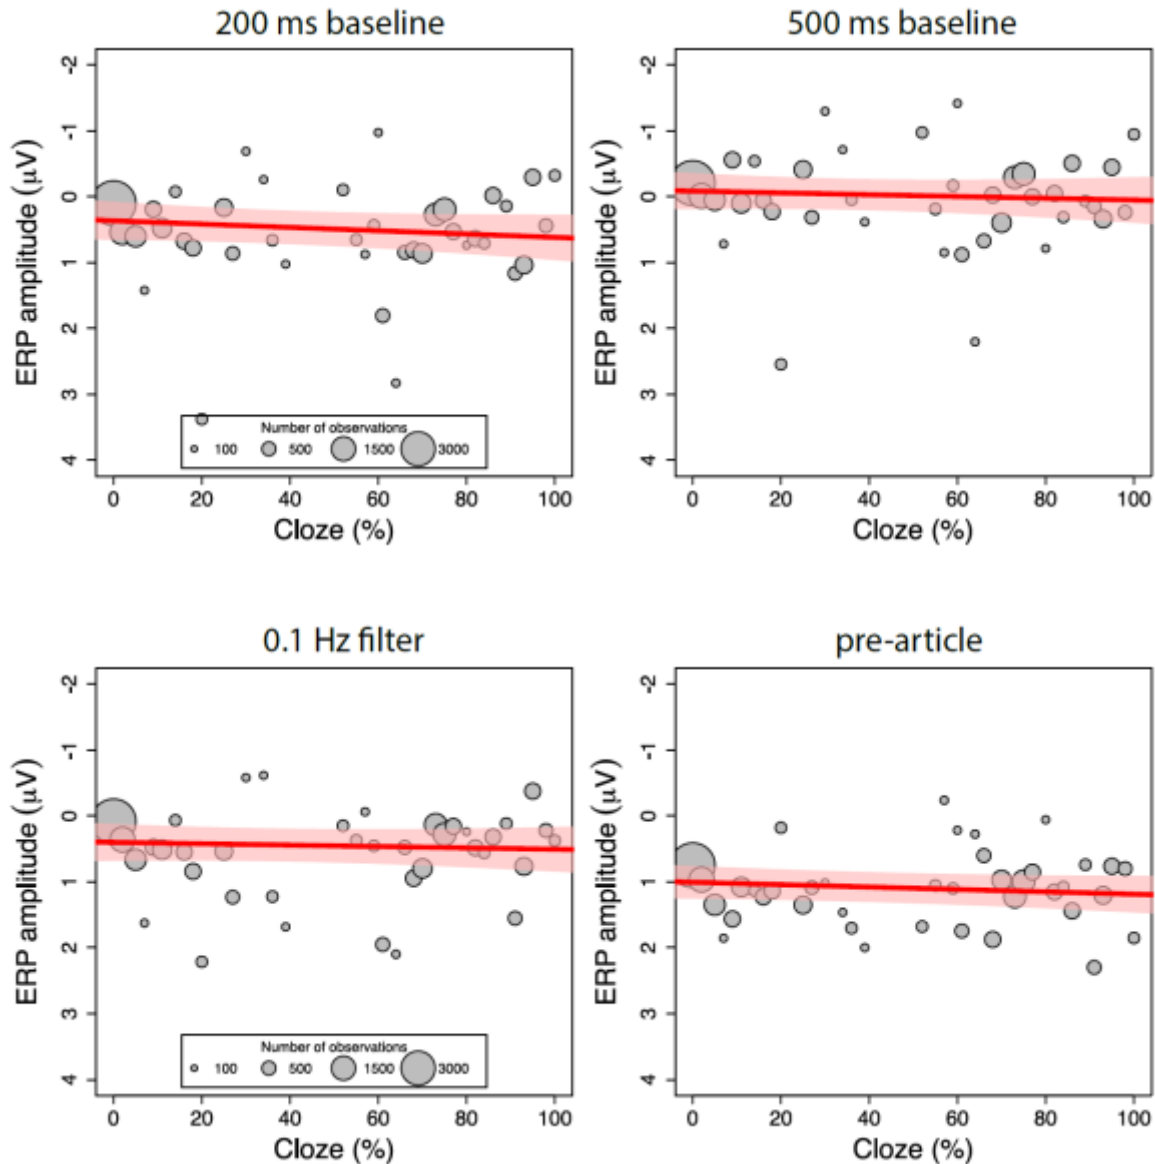 200 ms baseline
-2
-1
0
1
2
3
4
ERP amplitude (μV)
Number of observations
100 500 1500 3000
0 20 40 60 80 100
Cloze (%)
500 ms baseline
-2
-1
0
1
2
3
4
ERP amplitude (μV)
0 20 40 60 80 100
Cloze (%)
0.1 Hz filter
-2
-1
0
1
2
3
4
ERP amplitude (μV)
Number of observations
100 500 1500 3000
0 20 40 60 80 100
Cloze (%)
pre-article
-2
-1
0
1
2
3
4
ERP amplitude (μV)
0 20 40 60 80 100
Cloze (%)